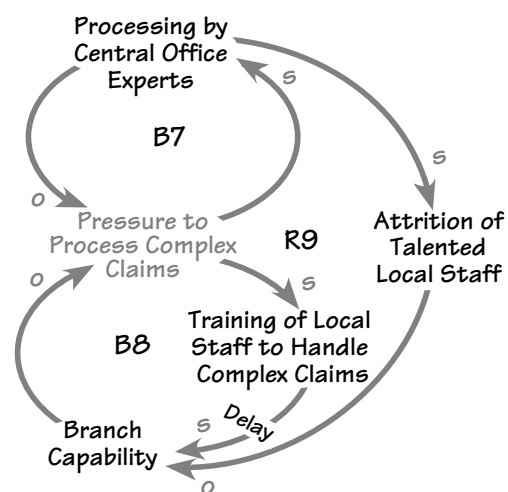 Processing by
Central Office
Experts
s
B7
s
o
Pressure to
Process Complex
Claims
R9
Attrition of
Talented
Local Staff
o
s
Training of Local
Staff to Handle
Complex Claims
B8
Delay
s
Branch
Capability
o